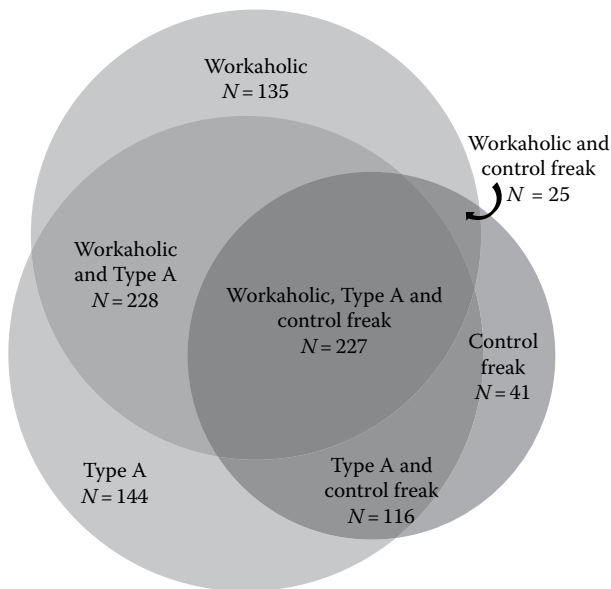 Workaholic
N = 135
Workaholic and
control freak
N = 25
Workaholic
and Type A
N = 228
Workaholic, Type A and
control freak
N = 227
Control
freak
N = 41
Type A
N = 144
Type A and
control freak
N = 116